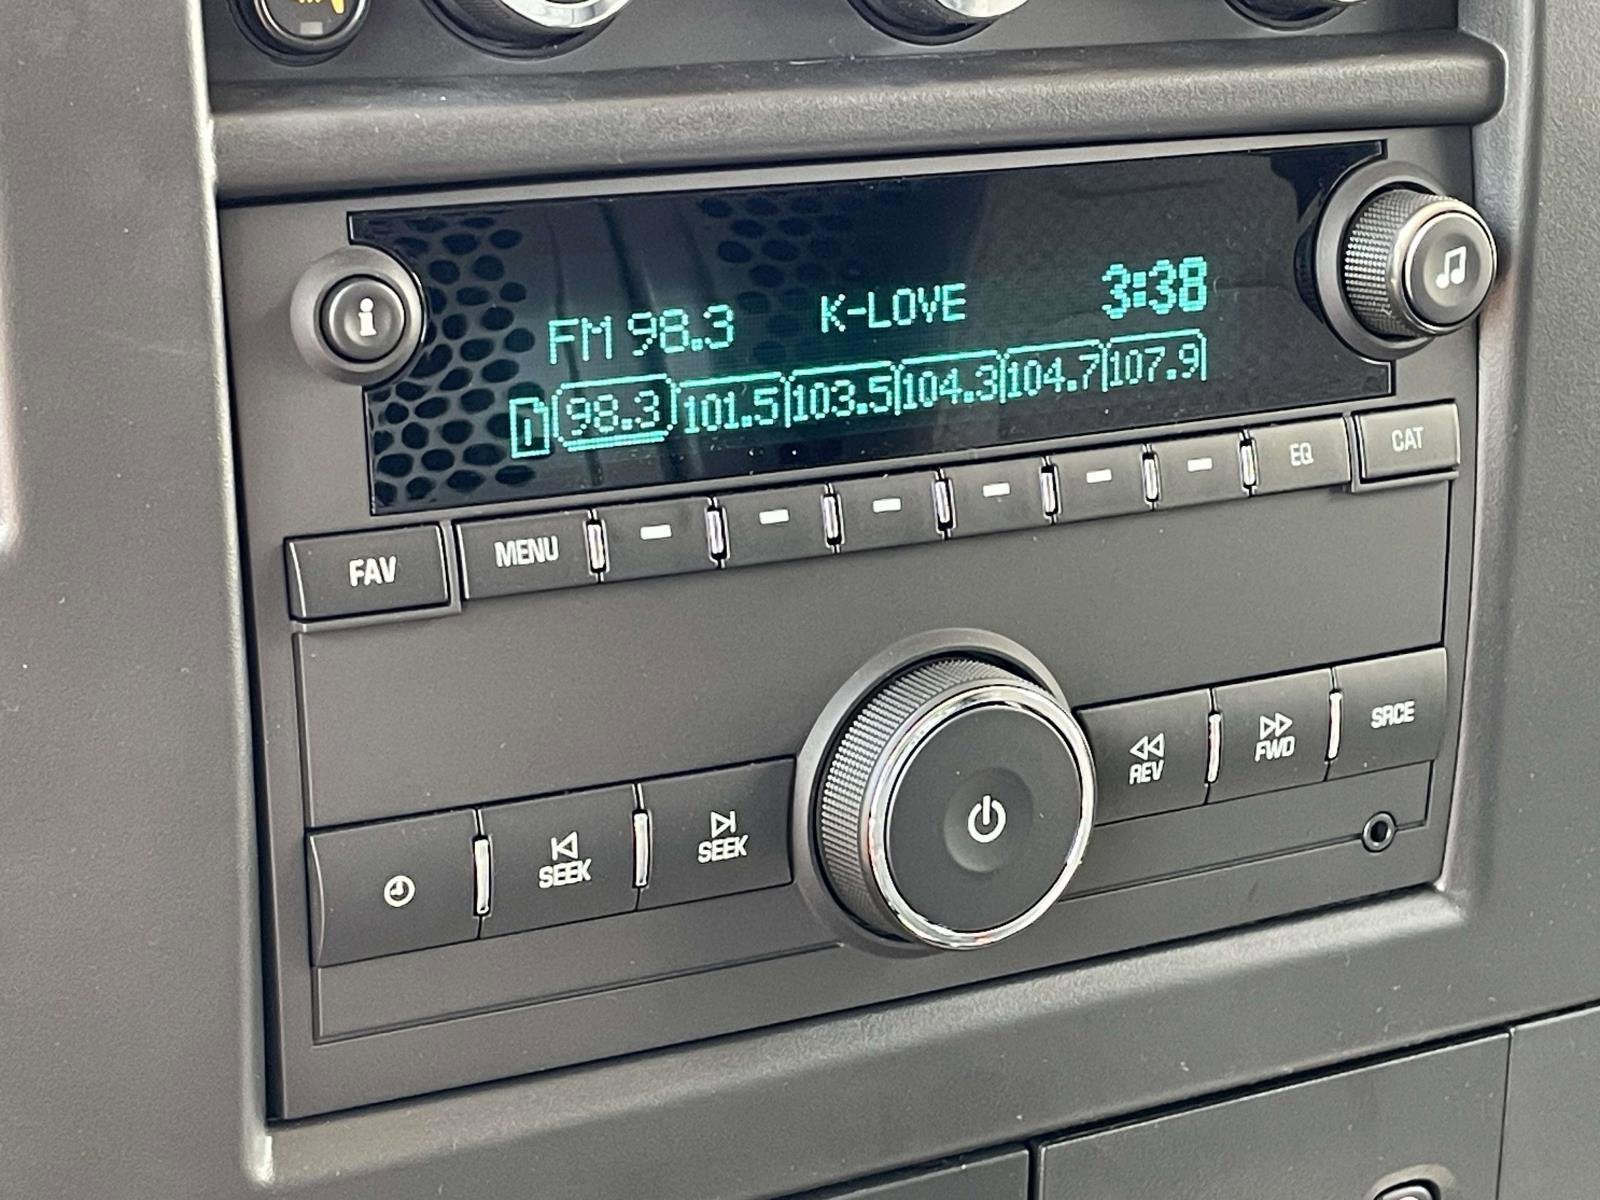 i
FM 98.3 K-LOVE 3:38
1 98.3 101.5 103.5 104.3 104.7 107.9
FAV MENU EQ CAT
SEEK SEEK REV FWD SRCE